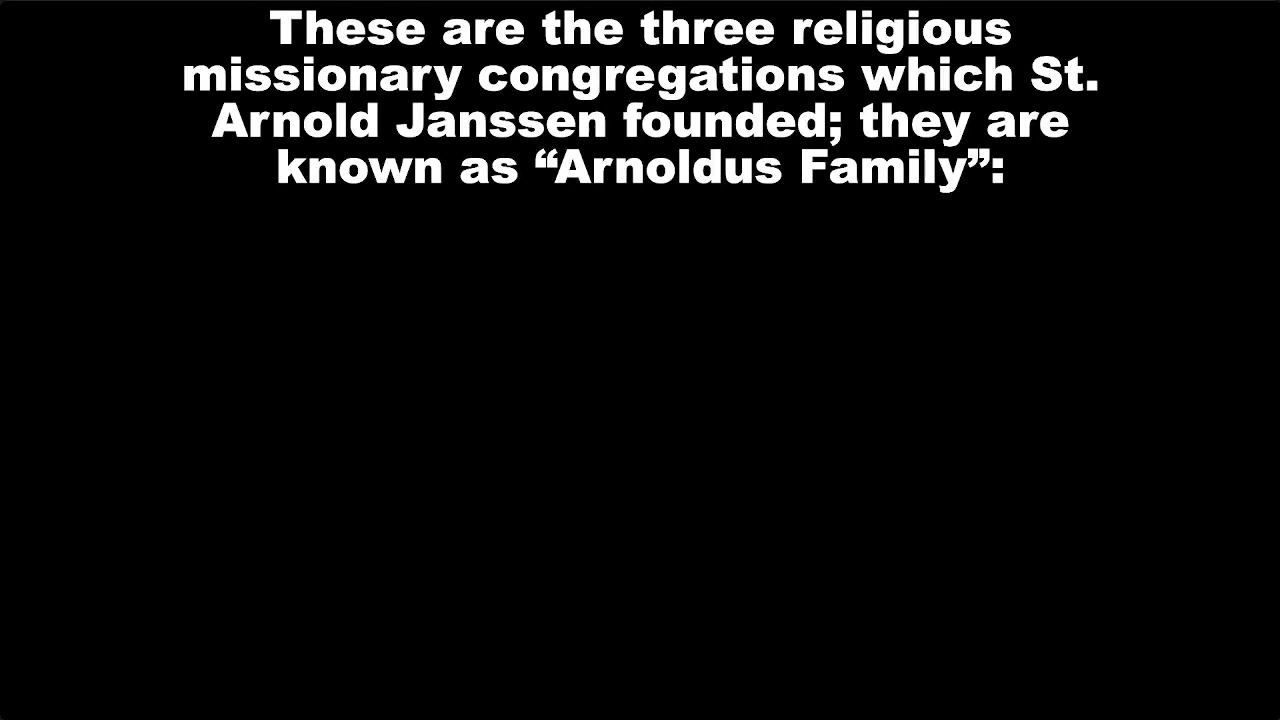 These are the three religious
missionary congregations which St.
Arnold Janssen founded; they are
known as “Arnoldus Family”: